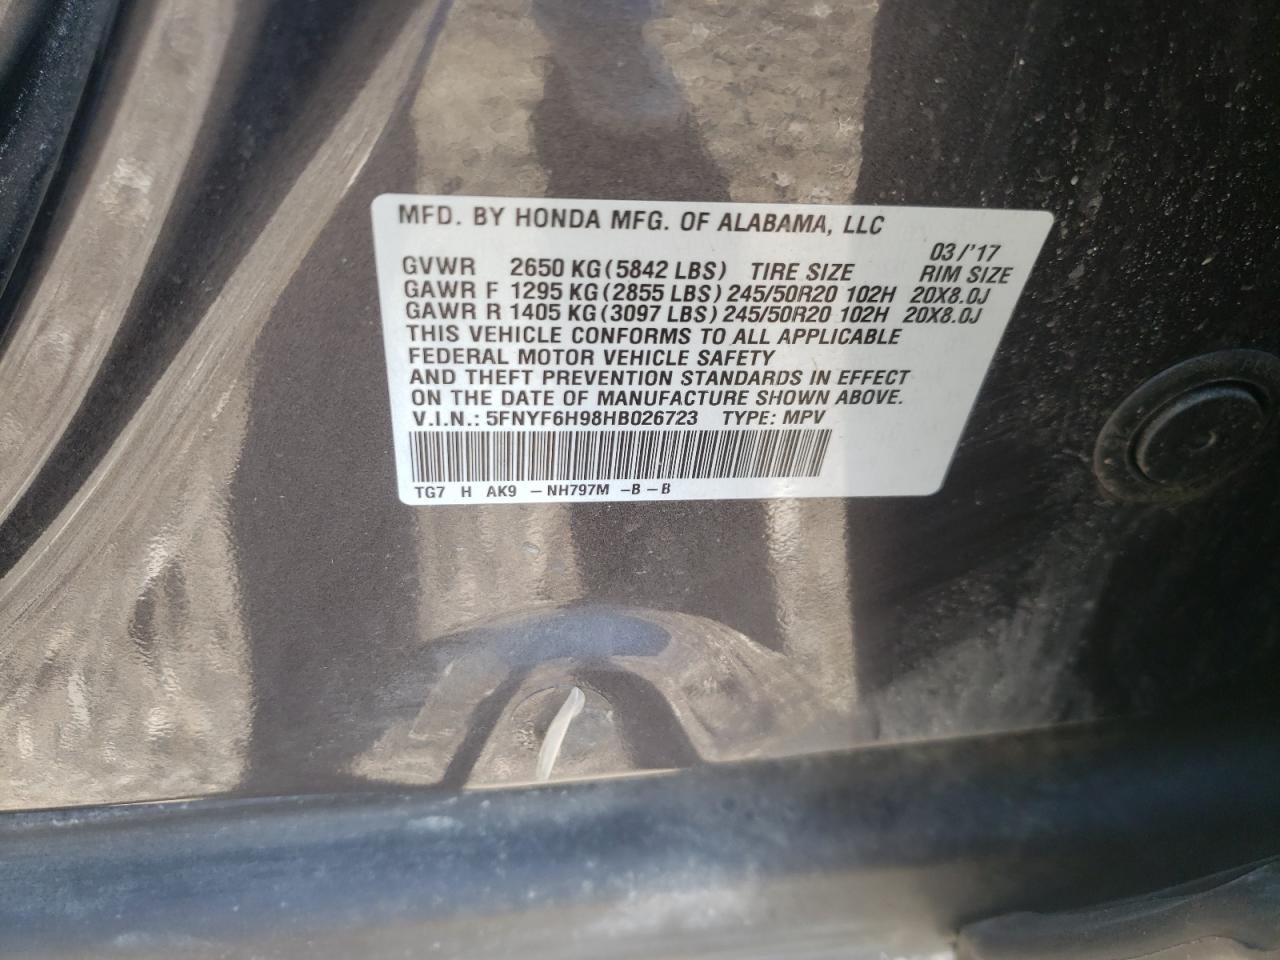 MFD. BY HONDA MFG. OF ALABAMA, LLC
03/'17
GVWR 2650 KG(5842 LBS) TIRE SIZE RIM SIZE
GAWR F 1295 KG(2855 LBS)245/50R20 102H 20X8.0J
GAWR R 1405 KG(3097 LBS)245/50R20 102H 20X8.0J
THIS VEHICLE CONFORMS TO ALL APPLICABLE
FEDERAL MOTOR VEHICLE SAFETY
AND THEFT PREVENTION STANDARDS IN EFFECT
ON THE DATE OF MANUFACTURE SHOWN ABOVE.
V.I.N.: 5FNYF6H98HB026723 TYPE: MPV
TG7 H AK9 -NH797M -B-B